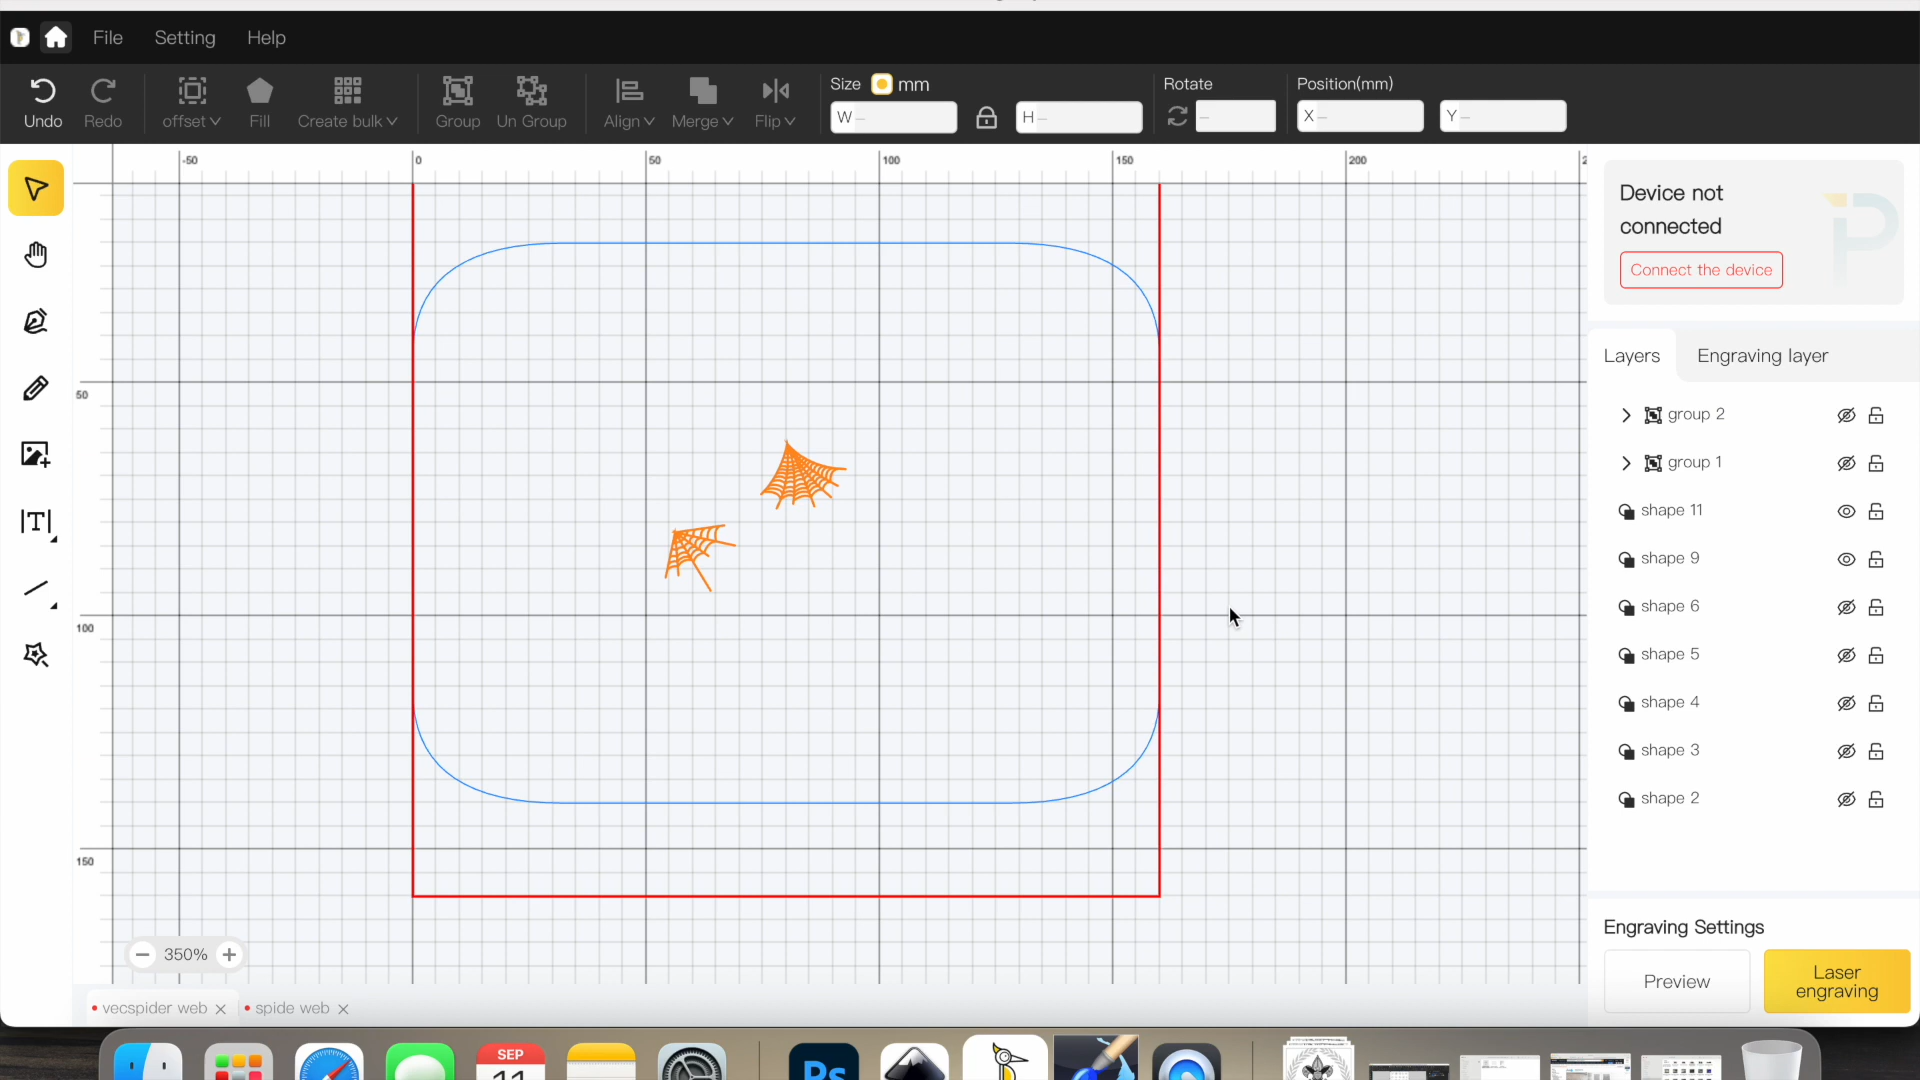 File Setting Help
Undo Redo offset Fill Create bulk Group Un Group Align Merge Flip
Size mm Rotate Position(mm)
W – H – – X – Y –
-50 0 50 100 150 200
50
100
150
Device not
connected
Connect the device
Layers Engraving layer
group 2
group 1
shape 11
shape 9
shape 6
shape 5
shape 4
shape 3
shape 2
Engraving Settings
Preview
Laser
engraving
350%
vecspider web spide web
SEP
11
Ps